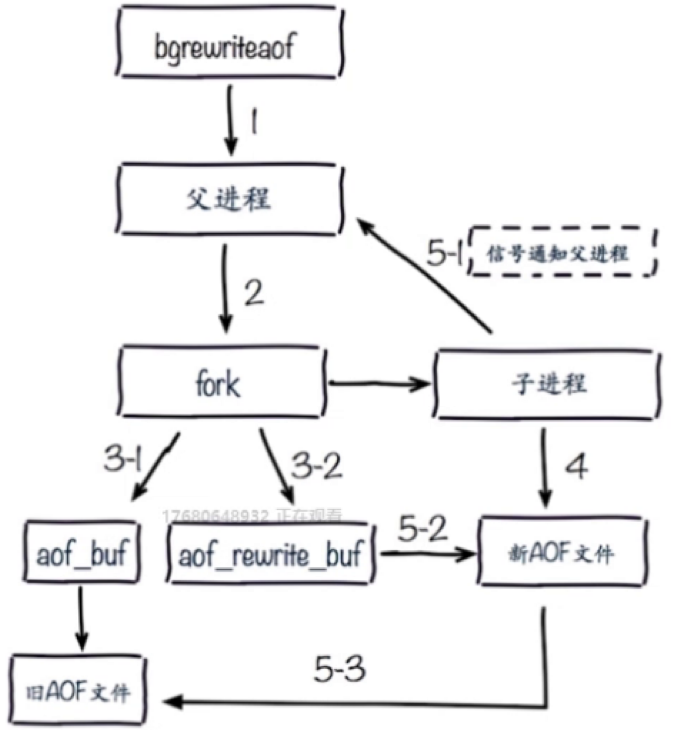 bgrewriteaof
1
父进程
5-1
信号通知父进程
2
fork
子进程
3-1
3-2
4
17680648932 正在观看
aof_buf
aof_rewrite_buf
5-2
新AOF文件
5-3
旧AOF文件